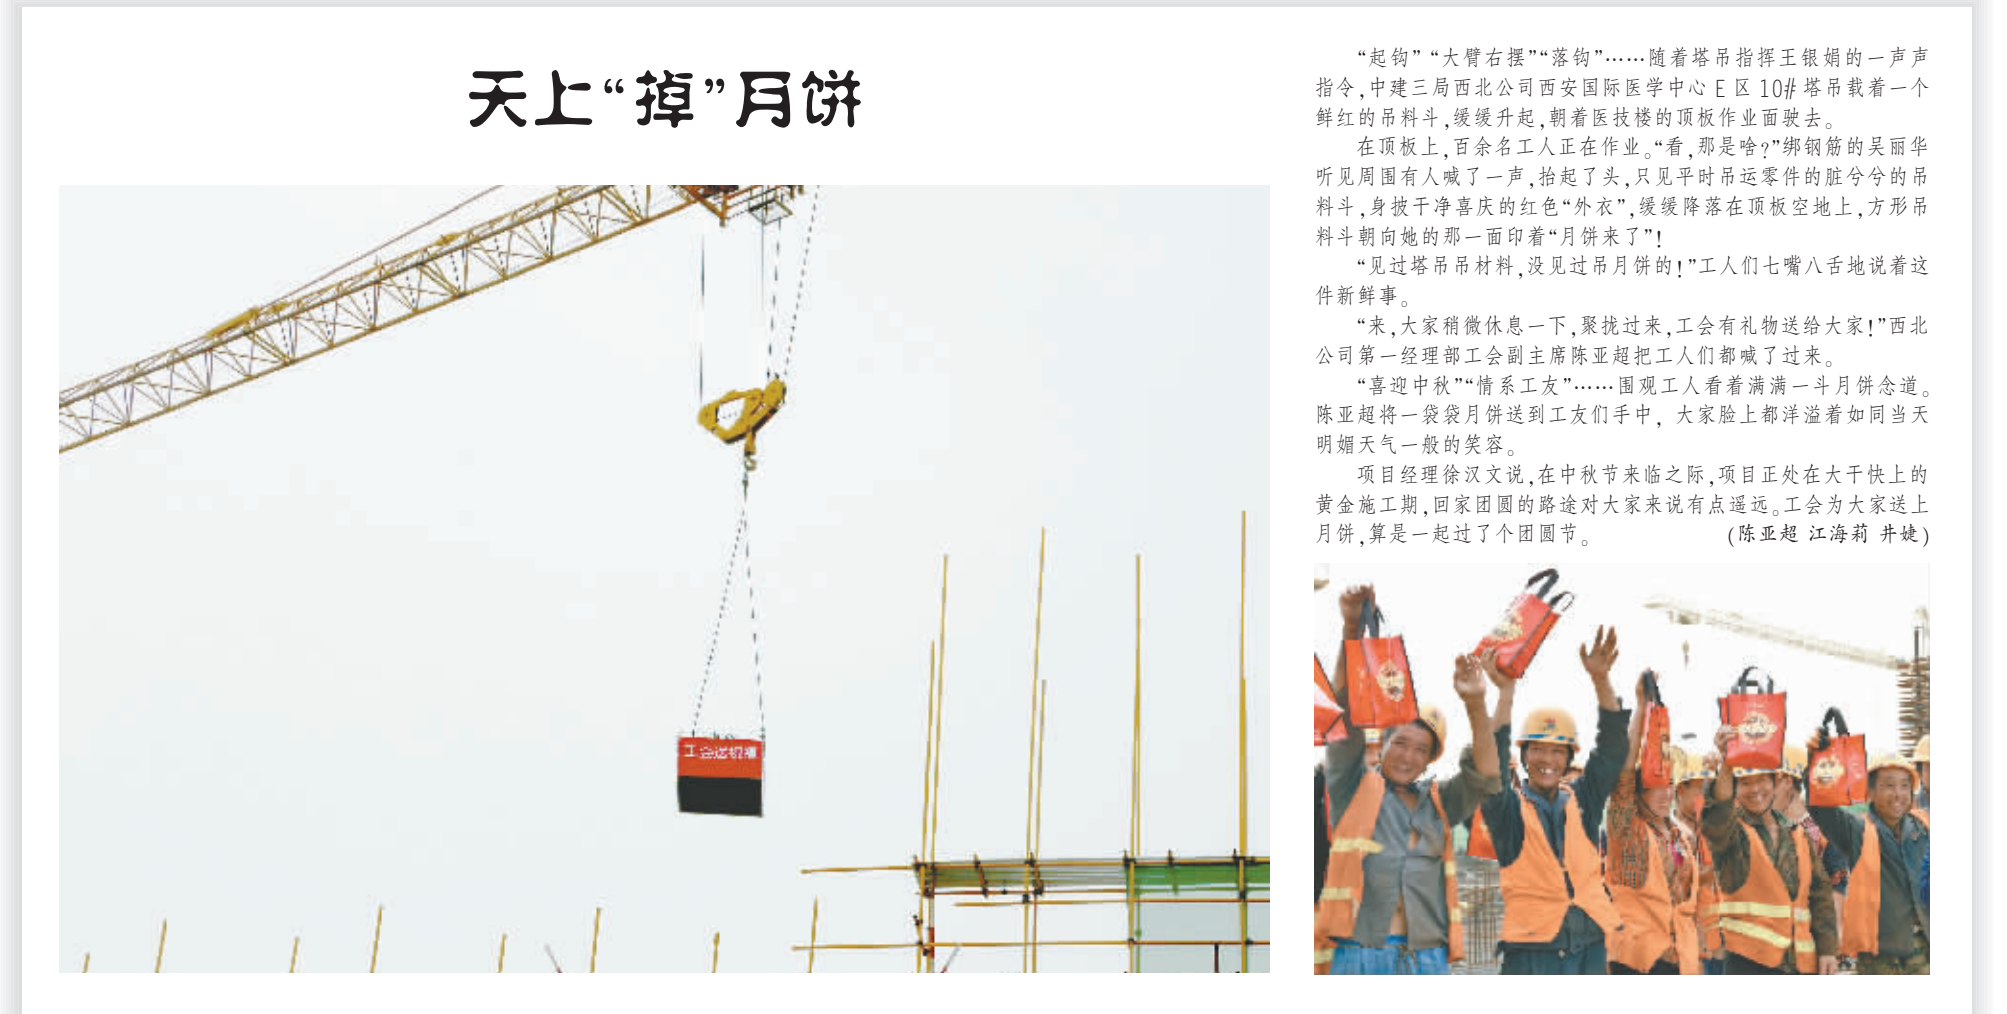 天上“掉”月饼
“起钩”“大臂右摆”“落钩”……随着塔吊指挥王银娟的一声声
指令,中建三局西北公司西安国际医学中心 E 区 10# 塔吊载着一个
鲜红的吊料斗,缓缓升起,朝着医技楼的顶板作业面驶去。
在顶板上,百余名工人正在作业。“看,那是啥?”绑钢筋的吴丽华
听见周围有人喊了一声,抬起了头,只见平时吊运零件的脏兮兮的吊
料斗,身披干净喜庆的红色“外衣”,缓缓降落在顶板空地上,方形吊
料斗朝向她的那一面印着“月饼来了”!
“见过塔吊吊材料,没见过吊月饼的!”工人们七嘴八舌地说着这
件新鲜事。
“来,大家稍微休息一下,聚拢过来,工会有礼物送给大家!”西北
公司第一经理部工会副主席陈亚超把工人们都喊了过来。
“喜迎中秋”“情系工友”……围观工人看着满满一斗月饼念道。
陈亚超将一袋袋月饼送到工友们手中, 大家脸上都洋溢着如同当天
明媚天气一般的笑容。
项目经理徐汉文说,在中秋节来临之际,项目正处在大干快上的
黄金施工期,回家团圆的路途对大家来说有点遥远。工会为大家送上
月饼,算是一起过了个团圆节。 (陈亚超 江海莉 井婕)
工会送祝福